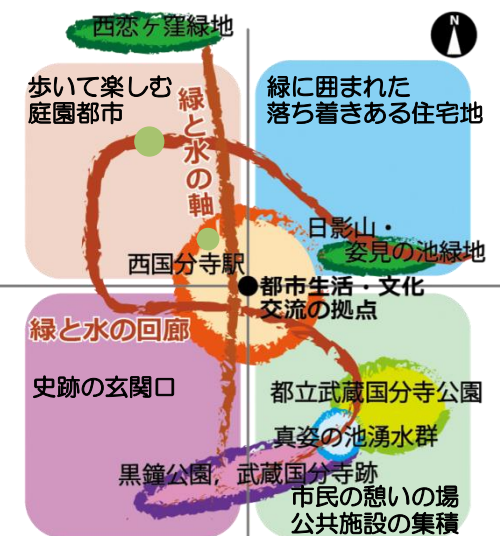 西恋ヶ窪緑地
N
歩いて楽しむ
庭園都市
緑に囲まれた
落ち着きある住宅地
緑と水の軸
日影山・
姿見の池緑地
西国分寺駅
都市生活・文化
交流の拠点
緑と水の回廊
史跡の玄関口
都立武蔵国分寺公園
真姿の池湧水群
黒鐘公園，武蔵国分寺跡
市民の憩いの場
公共施設の集積